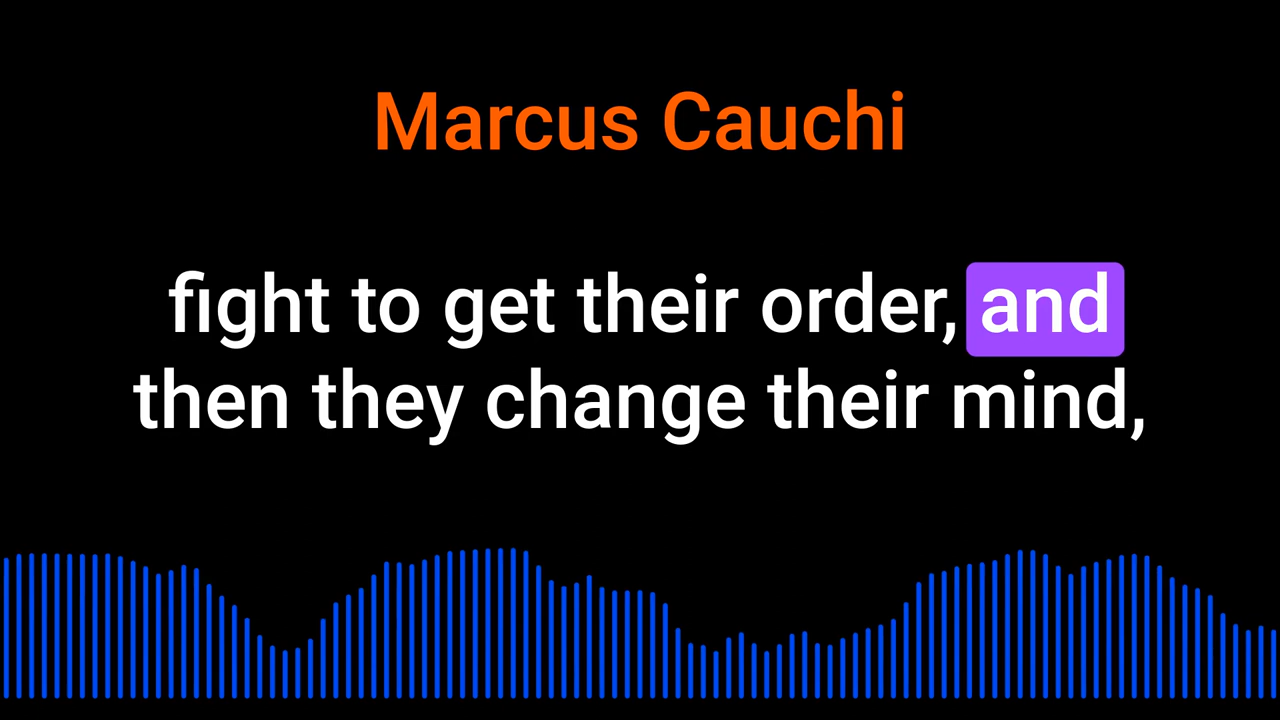 Marcus Cauchi
fight to get their order, and
then they change their mind,